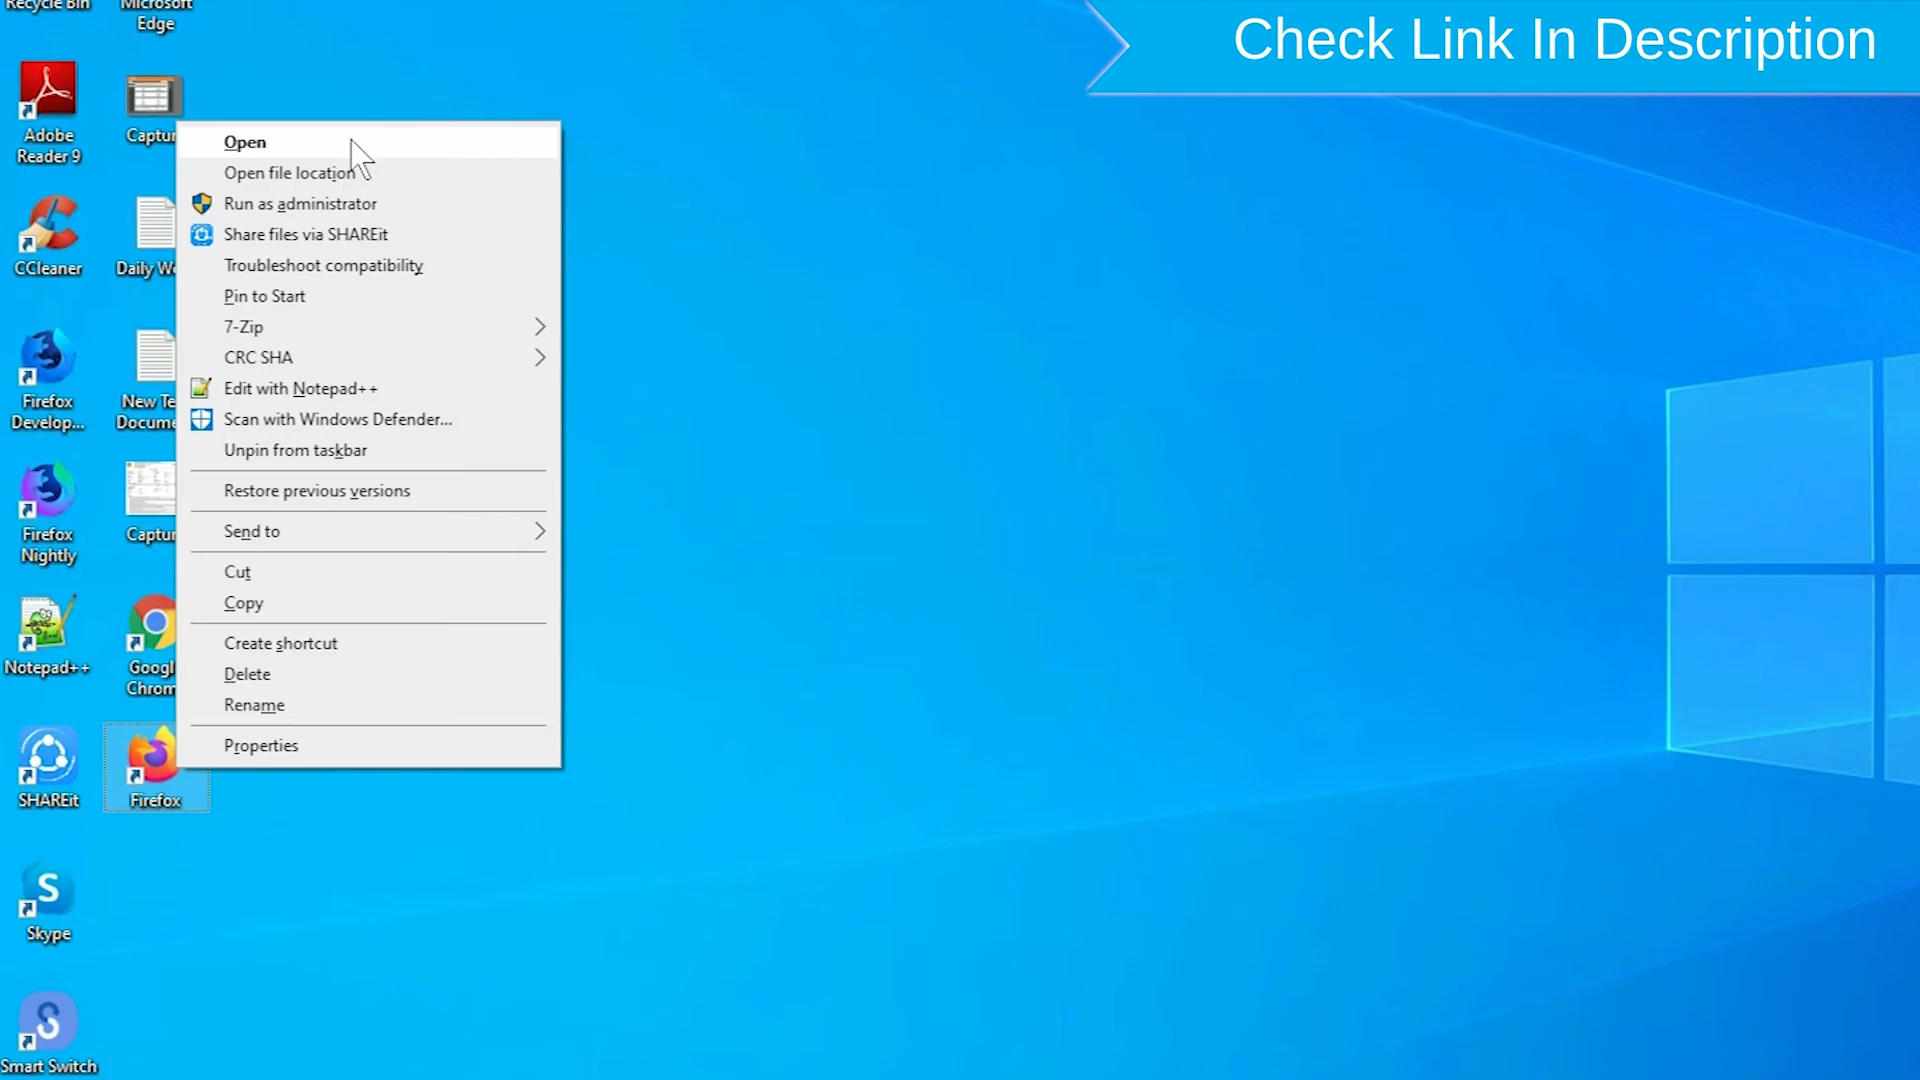 Recycle Bin
Microsoft
Edge
Check Link In Description
Adobe
Reader 9
Captur
CCleaner
Daily Wo
Firefox
Develop...
New Te
Docume
Firefox
Nightly
Captur
Notepad++
Googl
Chrom
SHAREit
Firefox
Skype
Smart Switch
Open
Open file location
Run as administrator
Share files via SHAREit
Troubleshoot compatibility
Pin to Start
7-Zip
CRC SHA
Edit with Notepad++
Scan with Windows Defender...
Unpin from taskbar
Restore previous versions
Send to
Cut
Copy
Create shortcut
Delete
Rename
Properties